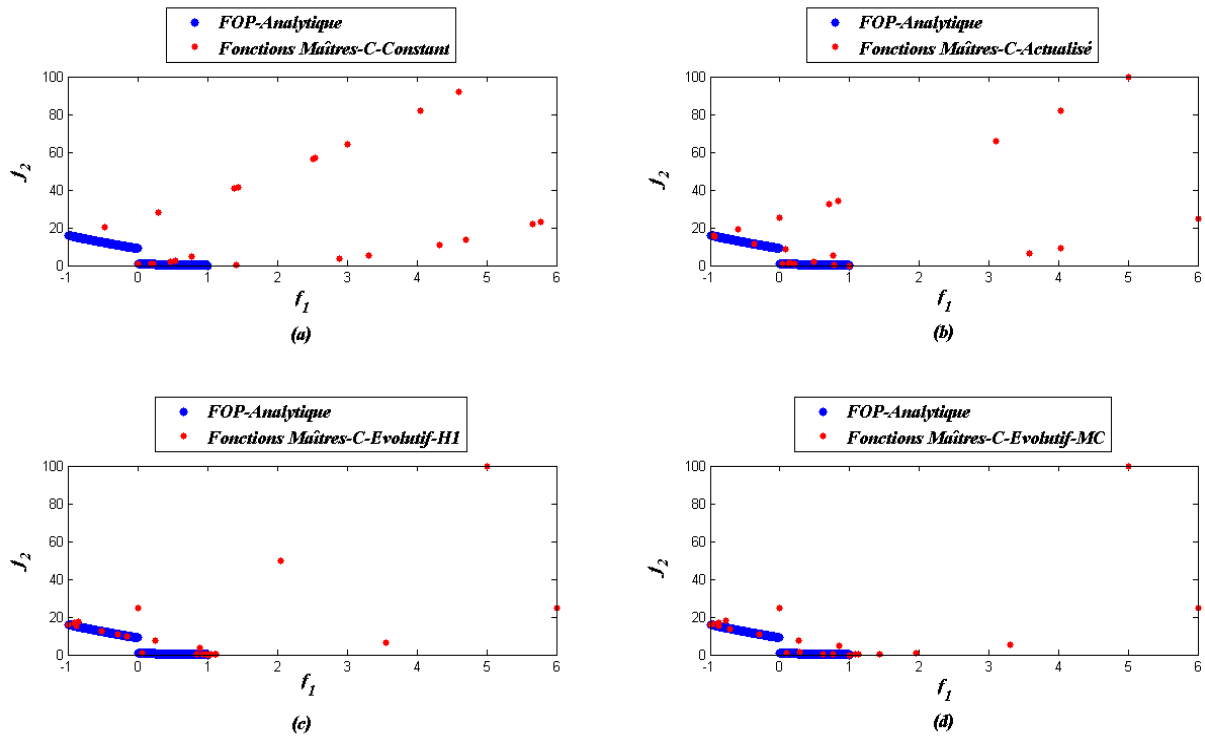 FOP-Analytique
Fonctions Maîtres-C-Constant
100
80
60
40
20
0
-1 0 1 2 3 4 5 6
f₂
f₁
(a)
FOP-Analytique
Fonctions Maîtres-C-Actualisé
100
80
60
40
20
0
-1 0 1 2 3 4 5 6
f₂
f₁
(b)
FOP-Analytique
Fonctions Maîtres-C-Evolutif-H1
100
80
60
40
20
0
-1 0 1 2 3 4 5 6
f₂
f₁
(c)
FOP-Analytique
Fonctions Maîtres-C-Evolutif-MC
100
80
60
40
20
0
-1 0 1 2 3 4 5 6
f₂
f₁
(d)